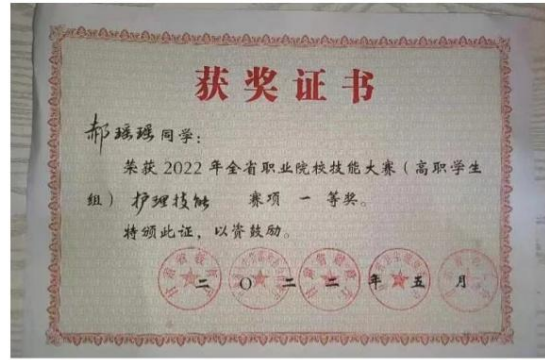 获奖证书
郝瑶瑶同学：
荣获2022年全省职业院校技能大赛（高职学生
组）护理技能 赛项 一 等奖。
特颁此证，以资鼓励。
二〇二二年五月